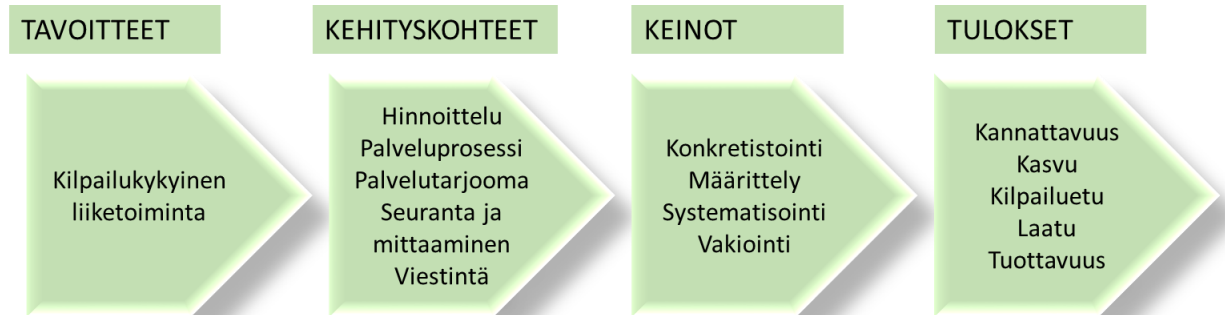 TAVOITTEET
Kilpailukykyinen
liiketoiminta
KEHITYSKOHTEET
Hinnoittelu
Palveluprosessi
Palvelutarjooma
Seuranta ja
mittaaminen
Viestintä
KEINOT
Konkretistointi
Määrittely
Systematisointi
Vakiointi
TULOKSET
Kannattavuus
Kasvu
Kilpailuetu
Laatu
Tuottavuus